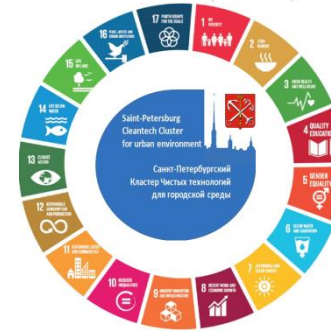 17 PARTNERSHIPS
FOR THE GOALS
1 NO
POVERTY
2 ZERO
HUNGER
3 GOOD HEALTH
AND WELL-BEING
4 QUALITY
EDUCATION
5 GENDER
EQUALITY
6 CLEAN WATER
AND SANITATION
7 AFFORDABLE AND
CLEAN ENERGY
8 DECENT WORK AND
ECONOMIC GROWTH
9 INDUSTRY, INNOVATION
AND INFRASTRUCTURE
10 REDUCED
INEQUALITIES
11 SUSTAINABLE CITIES
AND COMMUNITIES
12 RESPONSIBLE
CONSUMPTION
AND PRODUCTION
13 CLIMATE
ACTION
14 LIFE BELOW
WATER
15 LIFE
ON LAND
16 PEACE, JUSTICE AND
STRONG INSTITUTIONS
Saint-Petersburg
Cleantech Cluster
for urban environment
Санкт-Петербургский
Кластер Чистых технологий
для городской среды